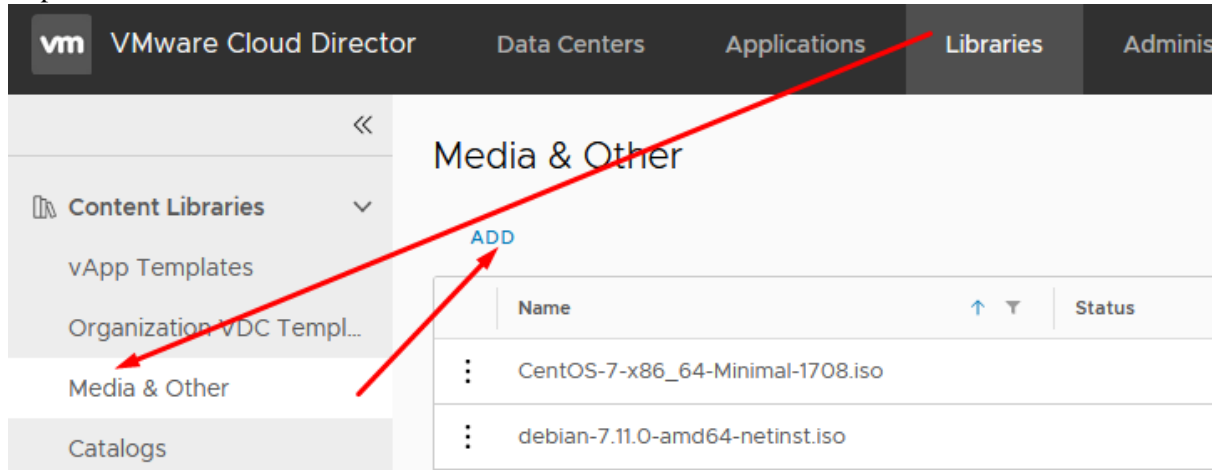 vm VMware Cloud Director Data Centers Applications Libraries Adminis
Media & Other
Content Libraries
ADD
vApp Templates
Name Status
Organization VDC Templ...
CentOS-7-x86_64-Minimal-1708.iso
Media & Other
debian-7.11.0-amd64-netinst.iso
Catalogs